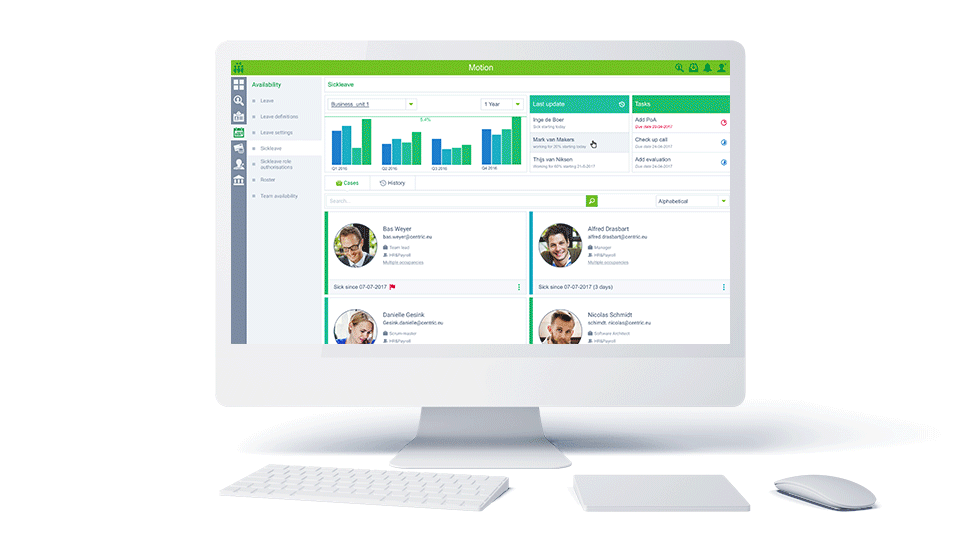 Motion
Availability
Leave
Leave definitions
Leave settings
Sickleave
Sickleave role
authorisations
Roster
Team availability
Sickleave
Business_unit 1
1 Year
5.4%
Q1 2016
Q2 2016
Q3 2016
Q4 2016
Last update
Inge de Boer
Sick starting today
Mark van Makers
working for 20% starting today
Thijs van Niksen
Working for 60% starting 21-6-2017
Tasks
Add PoA
Due date 23-04-2017
Check up call
Due date 24-04-2017
Add evaluation
Due date 24-04-2017
Cases
History
Search...
Alphabetical
Bas Weyer
bas.weyer@centric.eu
Team lead
HR&Payroll
Multiple occupancies
Sick since 07-07-2017
Alfred Drasbart
alfred.drasbart@centric.eu
Manager
HR&Payroll
Multiple occupancies
Sick since 07-07-2017 (3 days)
Danielle Gesink
Gesink.danielle@centric.eu
Scrum master
HR&Payroll
Nicolas Schmidt
schmidt.nicolas@centric.eu
Software Architect
HR&Payroll